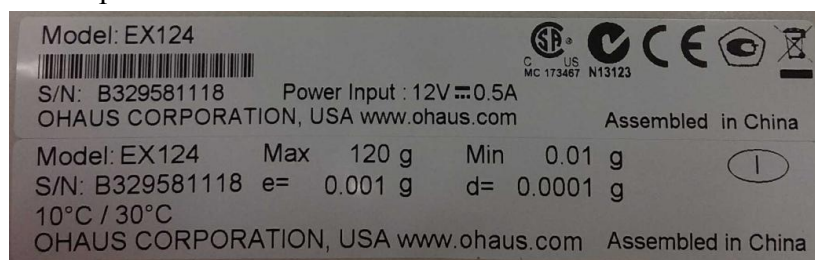 Model: EX124
S/N: B329581118 Power Input : 12V⎓0.5A
C US
MC 173467 N13123
OHAUS CORPORATION, USA www.ohaus.com Assembled in China
Model: EX124 Max 120 g Min 0.01 g
S/N: B329581118 e= 0.001 g d= 0.0001 g
10°C / 30°C
OHAUS CORPORATION, USA www.ohaus.com Assembled in China